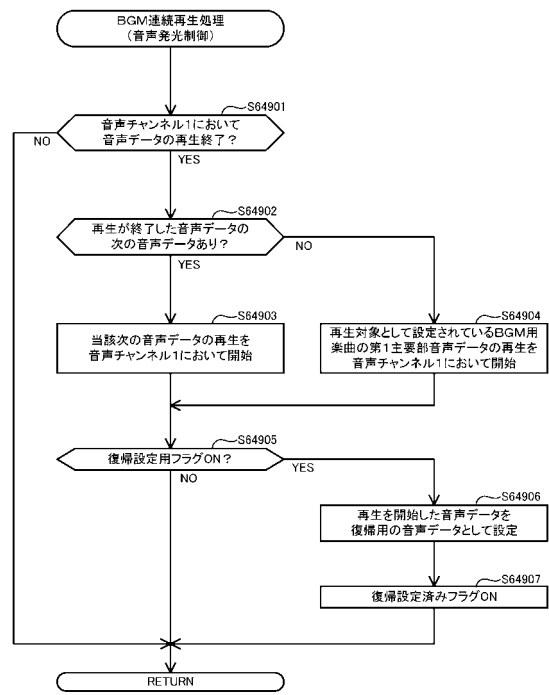 BGM連続再生処理
(音声発光制御)
S64901
音声チャンネル1において
音声データの再生終了?
NO
YES
S64902
再生が終了した音声データの
次の音声データあり?
NO
YES
S64903
当該次の音声データの再生を
音声チャンネル1において開始
S64904
再生対象として設定されているBGM用
楽曲の第1主要部音声データの再生を
音声チャンネル1において開始
S64905
復帰設定用フラグON?
YES
NO
S64906
再生を開始した音声データを
復帰用の音声データとして設定
S64907
復帰設定済みフラグON
RETURN